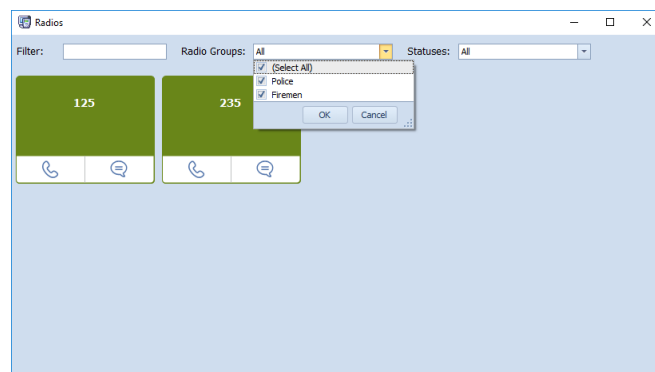 Radios
Filter: Radio Groups: All Statuses: All
(Select All)
Police
Firemen
OK Cancel
125 235